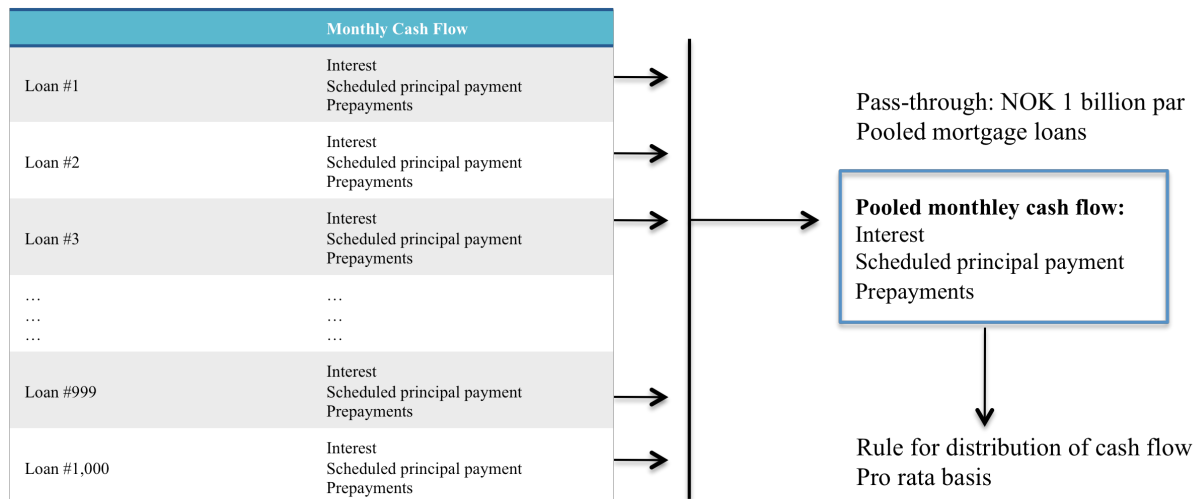 Monthly Cash Flow
Loan #1
Interest
Scheduled principal payment
Prepayments
Loan #2
Interest
Scheduled principal payment
Prepayments
Loan #3
Interest
Scheduled principal payment
Prepayments
…
…
…
…
…
…
Loan #999
Interest
Scheduled principal payment
Prepayments
Loan #1,000
Interest
Scheduled principal payment
Prepayments
Pass-through: NOK 1 billion par
Pooled mortgage loans
Pooled monthley cash flow:
Interest
Scheduled principal payment
Prepayments
Rule for distribution of cash flow
Pro rata basis